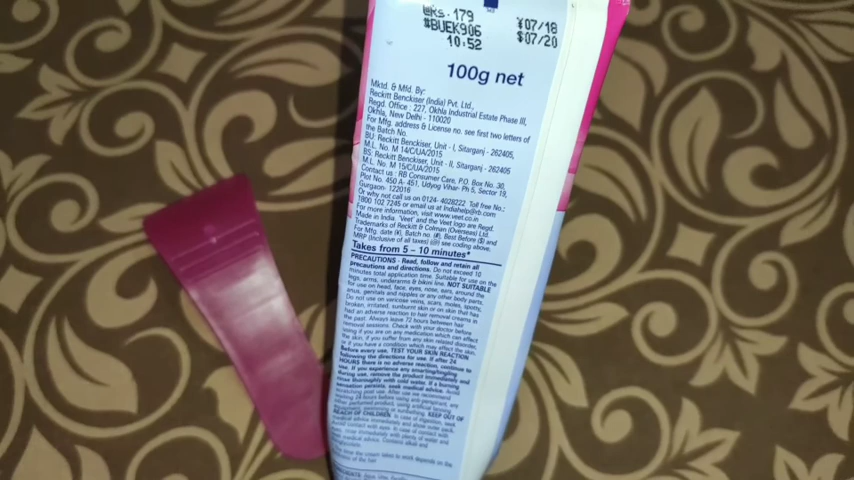 @Rs. 179 ¥07/18
#BUEK906 $07/20
10:52
100g net
Mktd. & Mfd. By:
Reckitt Benckiser (India) Pvt. Ltd.,
Regd. Office : 227, Okhla Industrial Estate Phase III,
Okhla, New Delhi - 110020
For Mfg. address & License no. see first two letters of
the Batch No.
BU: Reckitt Benckiser, Unit - I, Sitarganj - 262405,
M.L. No. M 14/C/UA/2015
BS: Reckitt Benckiser, Unit - II, Sitarganj - 262405
M.L. No. M 15/C/UA/2015
Contact us : RB Consumer Care, P.O. Box No. 30,
Plot No. 450 A- 451, Udyog Vihar- Ph 5, Sector 19,
Gurgaon- 122016
Or why not call us on 0124- 4028222 Toll free No.:
1800 102 7245 or email us at Indiahelp@rb.com
For more information, visit www.veet.co.in
Made in India. 'Veet' and the Veet logo are Regd.
Trademarks of Reckitt & Colman (Overseas) Ltd.
For Mfg. date (¥), Batch no. (#), Best Before ($) and
MRP (Inclusive of all taxes) (@) see coding above.
Takes from 5 – 10 minutes*
PRECAUTIONS - Read, follow and retain all
precautions and directions. Do not exceed 10
minutes total application time. Suitable for use on the
legs, arms, underarms & bikini line. NOT SUITABLE
for use on head, face, eyes, nose, ears, around the
anus, genitals and nipples or any other body parts.
Do not use on varicose veins, scars, moles, spotty,
broken, irritated, sunburnt skin or on skin that has
had an adverse reaction to hair removal creams in
the past. Always leave 72 hours between hair
removal sessions. Check with your doctor before
using if you are on any medication which can affect
the skin, if you suffer from any skin related disorder,
or if you have a condition which may affect the skin.
Before every use, TEST YOUR SKIN REACTION
following the directions for use. If after 24
HOURS there is no adverse reaction, continue to
use. If you experience any smarting/tingling
during use, remove the product immediately and
rinse thoroughly with cold water. If a burning
sensation persists, seek medical advice. Avoid
KEEP OUT OF
REACH OF CHILDREN.